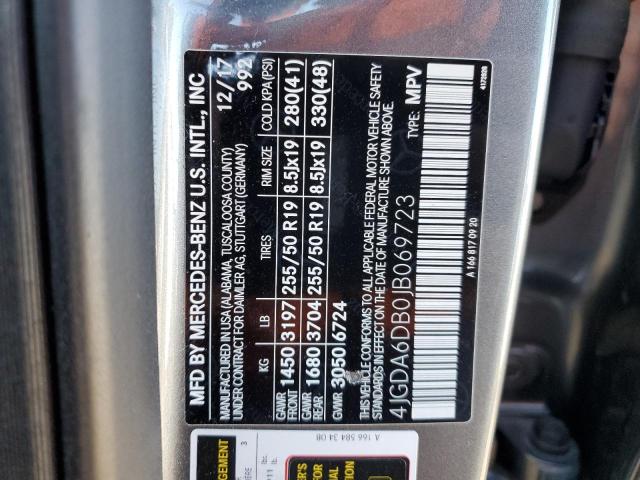 MFD BY MERCEDES-BENZ U.S. INTL., INC
MANUFACTURED IN USA (ALABAMA, TUSCALOOSA COUNTY) 12/17
UNDER CONTRACT FOR DAIMLER AG, STUTTGART (GERMANY) 992
KG LB TIRES RIM SIZE COLD KPA (PSI)
GAWR FRONT 1450 3197 255/50 R19 8.5Jx19 280(41)
GAWR REAR 1680 3704 255/50 R19 8.5Jx19 330(48)
GVWR 3050 6724
THIS VEHICLE CONFORMS TO ALL APPLICABLE FEDERAL MOTOR VEHICLE SAFETY
STANDARDS IN EFFECT ON THE DATE OF MANUFACTURE SHOWN ABOVE.
4JGDA6DB0JB069723 TYPE: MPV
A 166 817 09 20
A 166 584 34 08